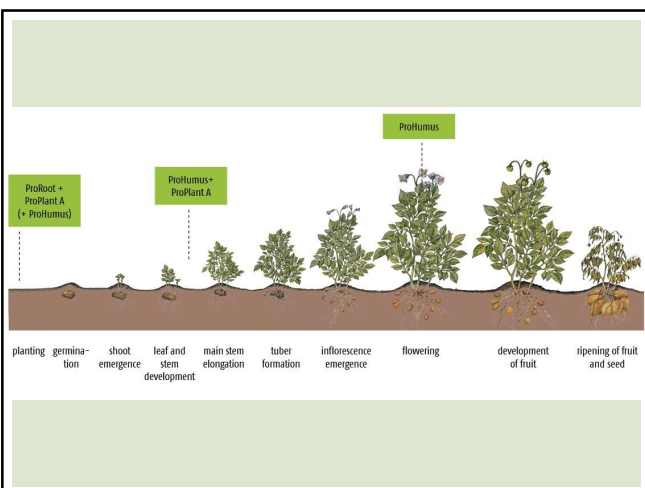 ProHumus
ProRoot +
ProPlant A
(+ ProHumus)
ProHumus+
ProPlant A
planting
germina-
tion
shoot
emergence
leaf and
stem
development
main stem
elongation
tuber
formation
inflorescence
emergence
flowering
development
of fruit
ripening of fruit
and seed